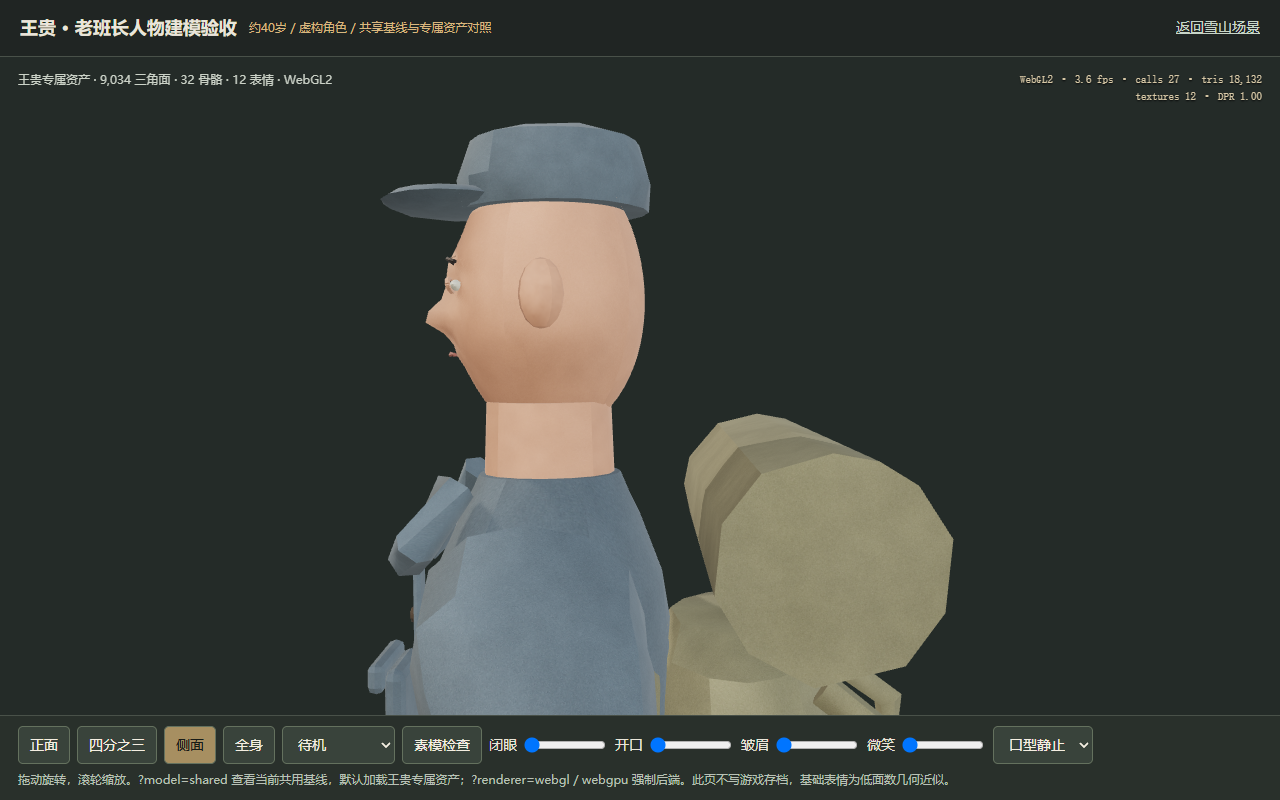 王贵 • 老班长人物建模验收 约40岁 / 虚构角色 / 共享基线与专属资产对照 返回雪山场景
王贵专属资产 · 9,034 三角面 · 32 骨骼 · 12 表情 · WebGL2
WebGL2 · 3.6 fps · calls 27 · tris 18,132
textures 12 · DPR 1.00
正面 四分之三 侧面 全身 待机 素模检查 闭眼 开口 皱眉 微笑 口型静止
拖动旋转，滚轮缩放。?model=shared 查看当前共用基线，默认加载王贵专属资产；?renderer=webgl / webgpu 强制后端。此页不写游戏存档，基础表情为低面数几何近似。